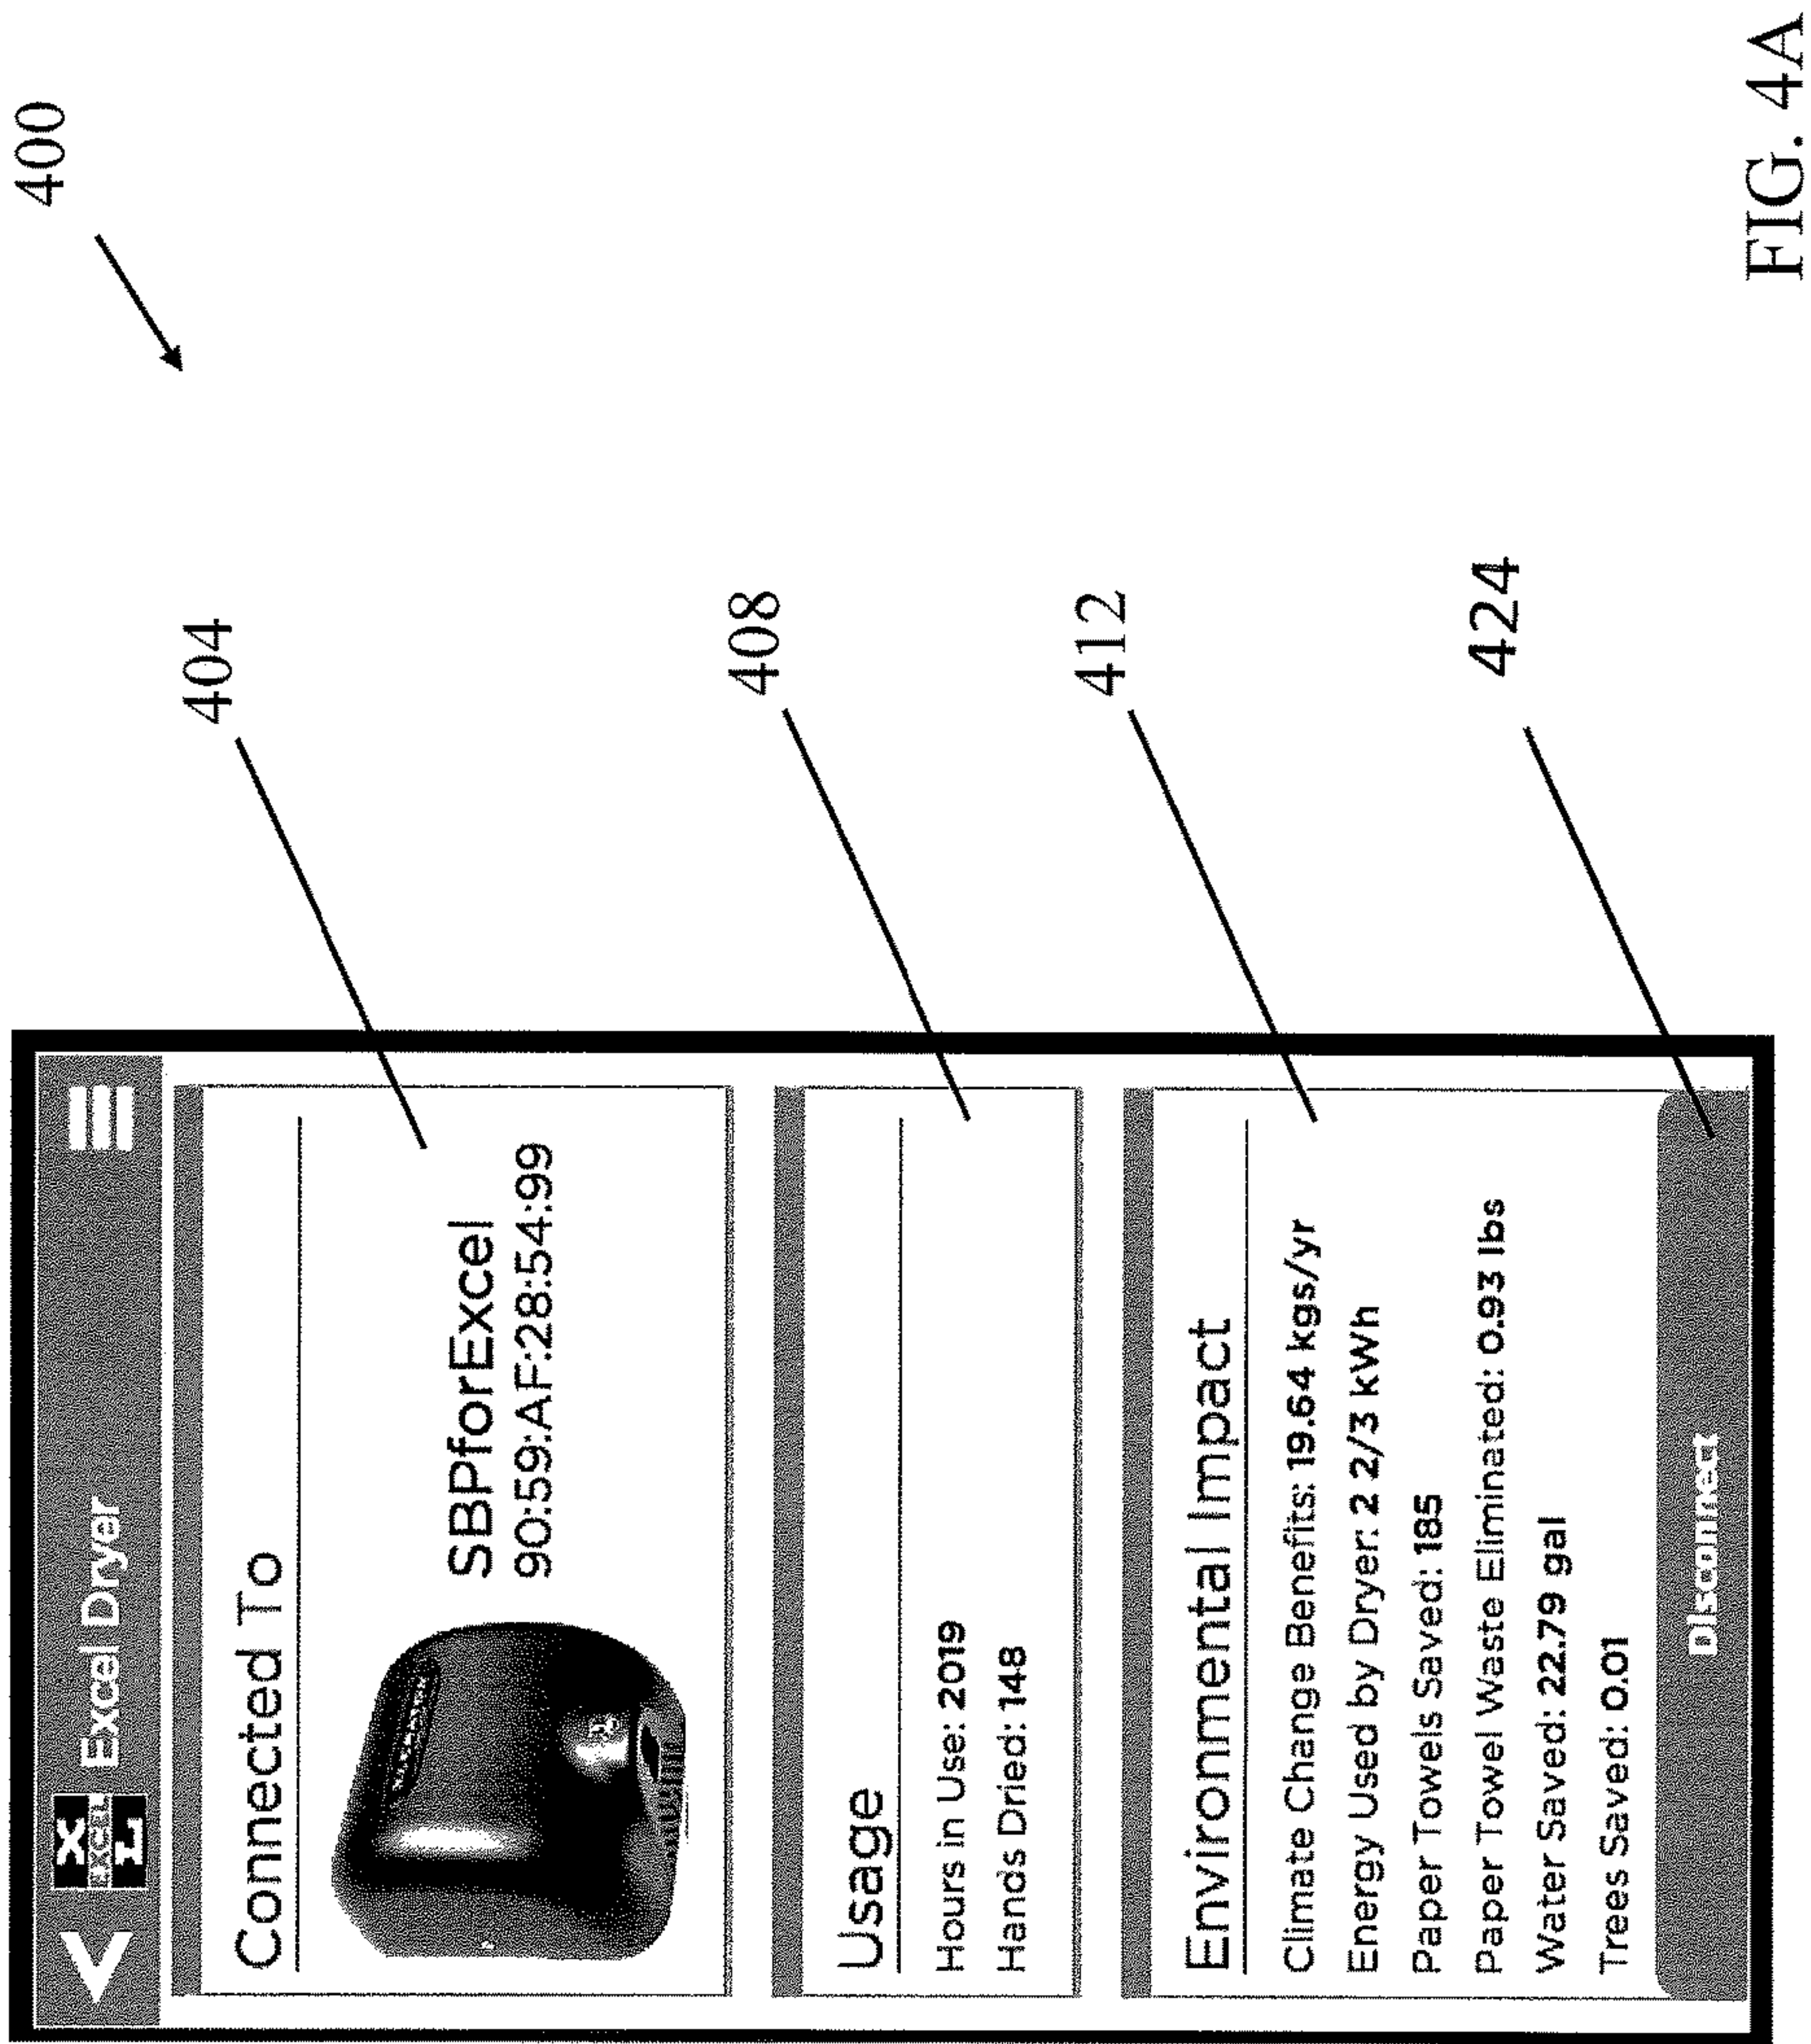 400
X
EXCEL
L
Excel Dryer
Connected To
404
SBPforExcel
90:59:AF:28:54:99
Usage
408
Hours in Use: 2019
Hands Dried: 148
Environmental Impact
412
Climate Change Benefits: 19.64 kgs/yr
Energy Used by Dryer: 2 2/3 kWh
Paper Towels Saved: 185
Paper Towel Waste Eliminated: 0.93 lbs
Water Saved: 22.79 gal
Trees Saved: 0.01
424
Disconnect
FIG. 4A